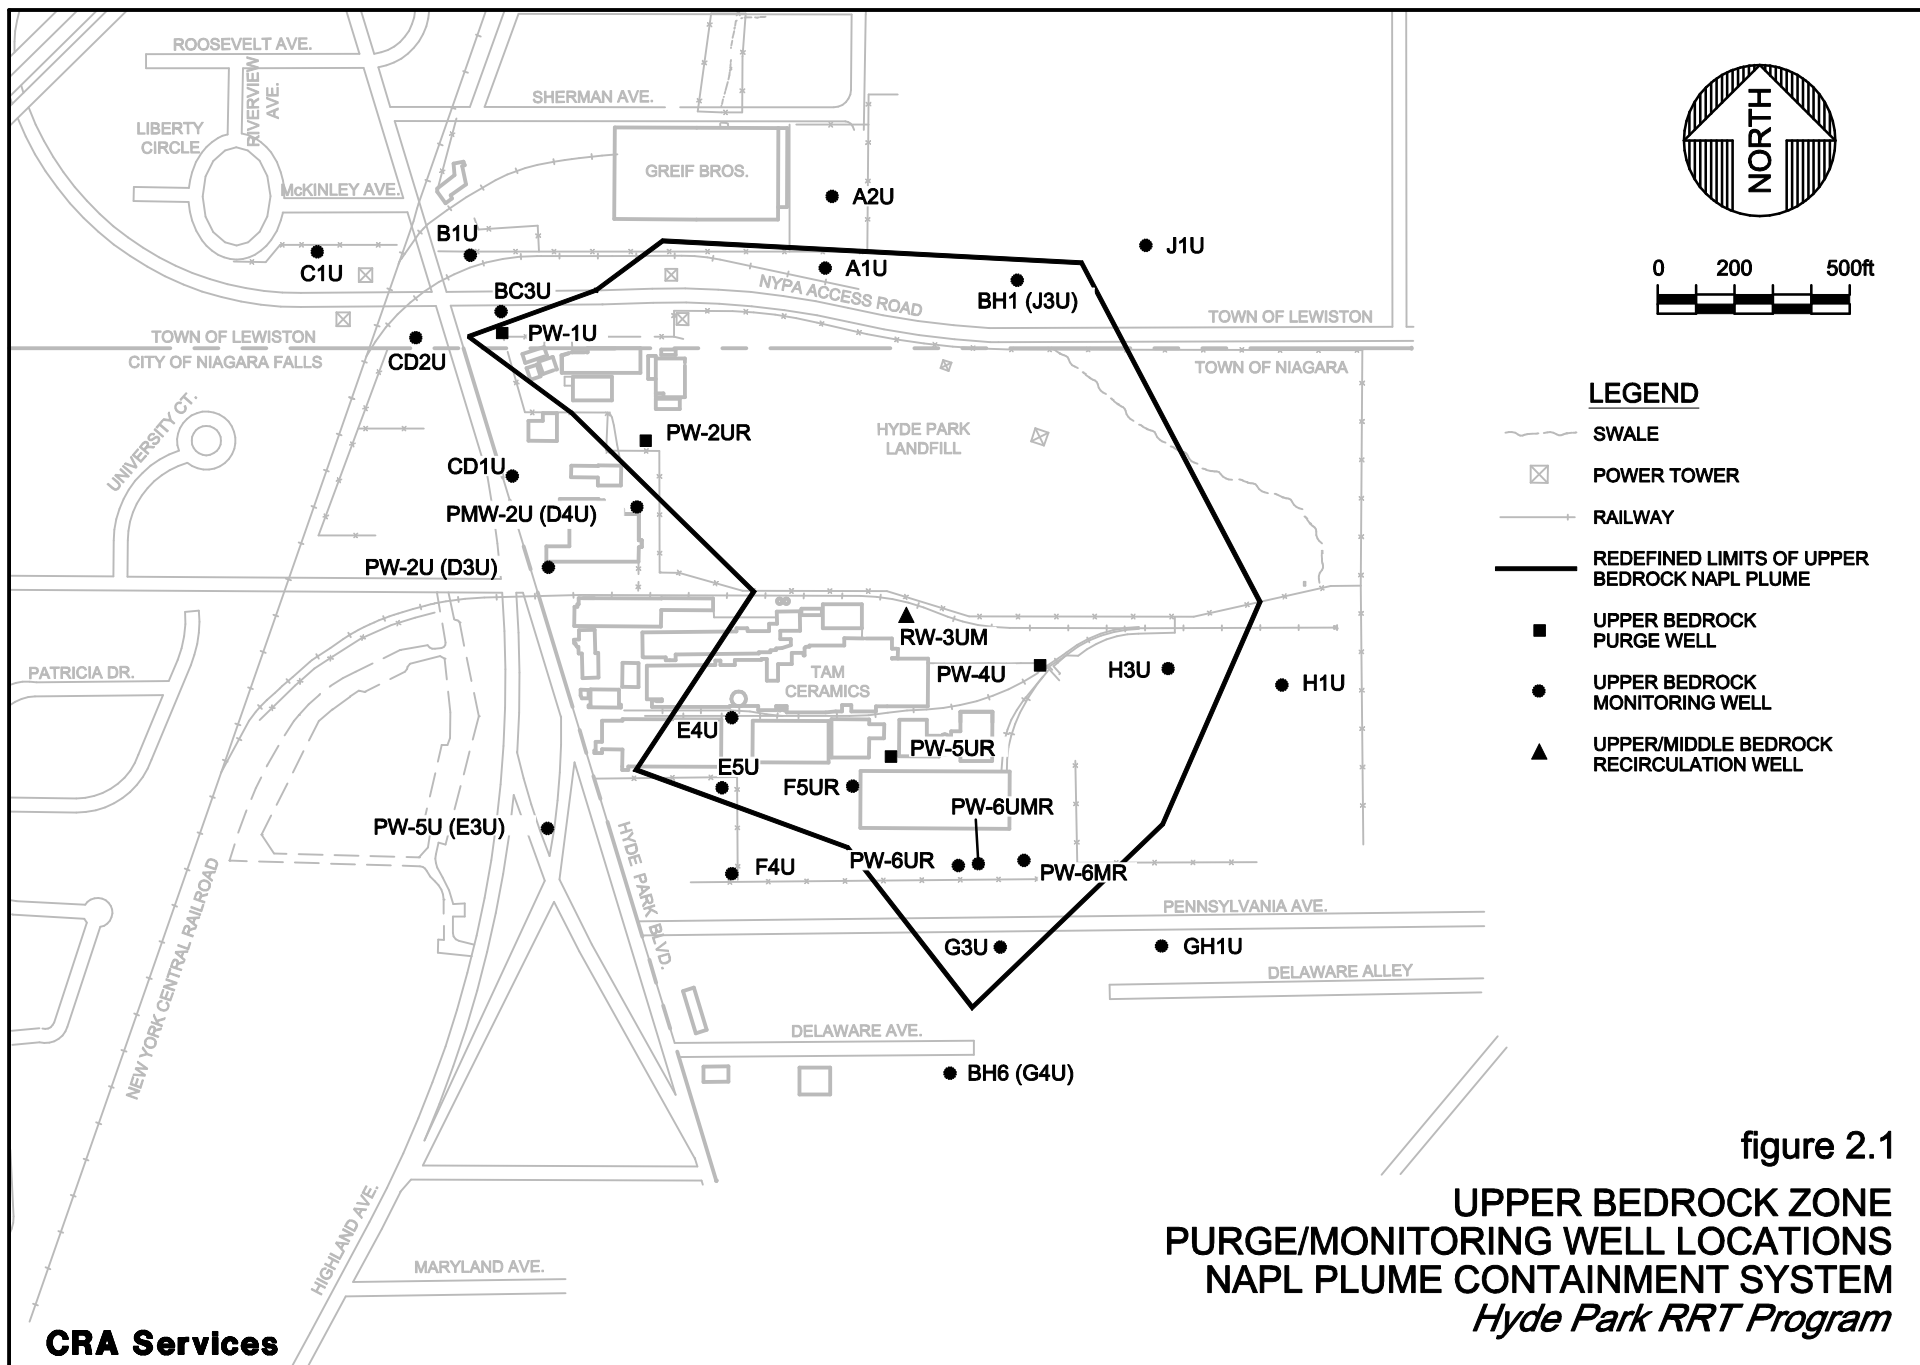 ROOSEVELT AVE.
RIVERVIEW
AVE.
SHERMAN AVE.
LIBERTY
CIRCLE
McKINLEY AVE.
GREIF BROS.
NORTH
A2U
B1U
C1U
A1U
J1U
BC3U
NYPA ACCESS ROAD
BH1 (J3U)
0 200 500ft
PW-1U
TOWN OF LEWISTON
TOWN OF LEWISTON
CITY OF NIAGARA FALLS
CD2U
TOWN OF NIAGARA
UNIVERSITY CT.
PW-2UR
HYDE PARK
LANDFILL
CD1U
PMW-2U (D4U)
PW-2U (D3U)
LEGEND
SWALE
POWER TOWER
RAILWAY
REDEFINED LIMITS OF UPPER
BEDROCK NAPL PLUME
UPPER BEDROCK
PURGE WELL
UPPER BEDROCK
MONITORING WELL
UPPER/MIDDLE BEDROCK
RECIRCULATION WELL
RW-3UM
PATRICIA DR.
TAM
CERAMICS
PW-4U
H3U
H1U
E4U
PW-5UR
E5U
F5UR
PW-6UMR
PW-5U (E3U)
HYDE PARK BLVD.
F4U
PW-6UR
PW-6MR
NEW YORK CENTRAL RAILROAD
PENNSYLVANIA AVE.
G3U
GH1U
DELAWARE ALLEY
DELAWARE AVE.
BH6 (G4U)
HIGHLAND AVE.
MARYLAND AVE.
figure 2.1
UPPER BEDROCK ZONE
PURGE/MONITORING WELL LOCATIONS
NAPL PLUME CONTAINMENT SYSTEM
Hyde Park RRT Program
CRA Services